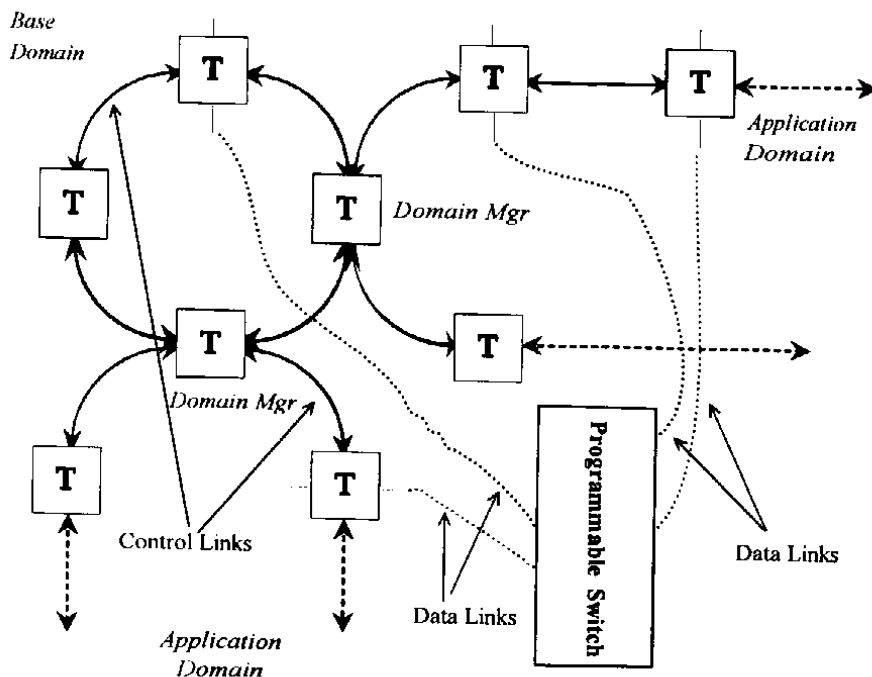 Base
Domain
T
T
T
Application
Domain
T
T
Domain Mgr
T
T
Domain Mgr
T
T
Programmable Switch
Control Links
Data Links
Data Links
Application
Domain